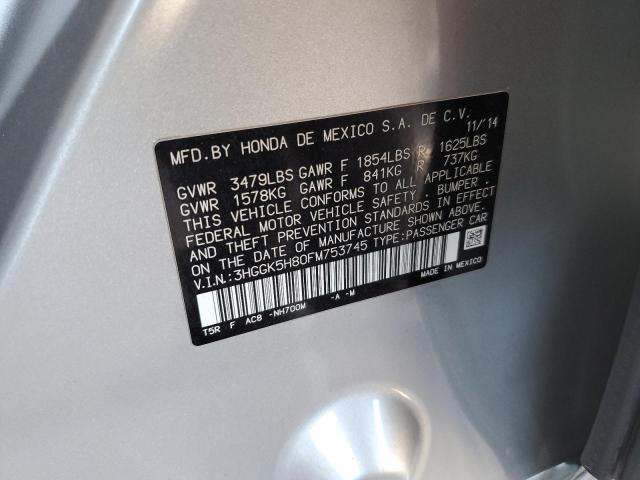 MFD.BY HONDA DE MEXICO S.A. DE C.V. 11/'14
GVWR 3479LBS GAWR F 1854LBS R 1625LBS
GVWR 1578KG GAWR F 841KG R 737KG
THIS VEHICLE CONFORMS TO ALL APPLICABLE
FEDERAL MOTOR VEHICLE SAFETY, BUMPER,
AND THEFT PREVENTION STANDARDS IN EFFECT
ON THE DATE OF MANUFACTURE SHOWN ABOVE.
V.I.N.:3HGGK5H80FM753745 TYPE:PASSENGER CAR
MADE IN MEXICO
T5R F AC8 -NH700M -A -M